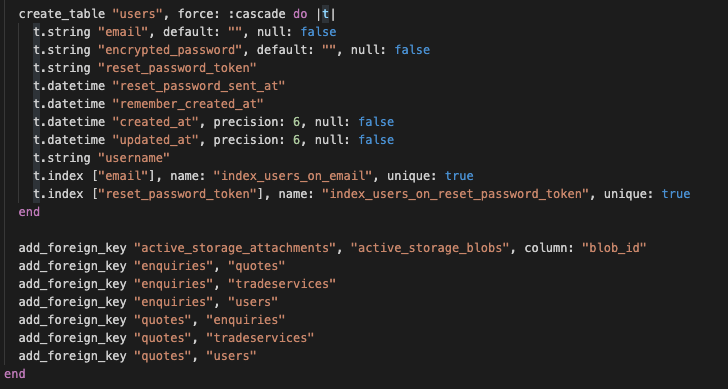 create_table "users", force: :cascade do |t|
t.string "email", default: "", null: false
t.string "encrypted_password", default: "", null: false
t.string "reset_password_token"
t.datetime "reset_password_sent_at"
t.datetime "remember_created_at"
t.datetime "created_at", precision: 6, null: false
t.datetime "updated_at", precision: 6, null: false
t.string "username"
t.index ["email"], name: "index_users_on_email", unique: true
t.index ["reset_password_token"], name: "index_users_on_reset_password_token", unique: true
end
add_foreign_key "active_storage_attachments", "active_storage_blobs", column: "blob_id"
add_foreign_key "enquiries", "quotes"
add_foreign_key "enquiries", "tradeservices"
add_foreign_key "enquiries", "users"
add_foreign_key "quotes", "enquiries"
add_foreign_key "quotes", "tradeservices"
add_foreign_key "quotes", "users"
end